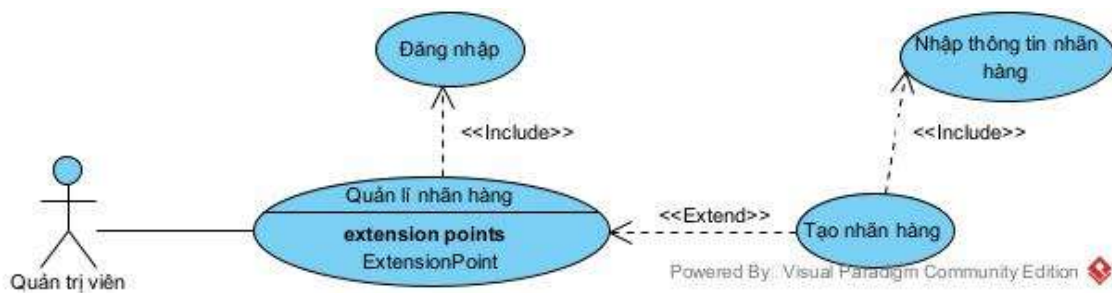 Đăng nhập
Nhập thông tin nhãn
hàng
<<Include>>
<<Include>>
Quản lí nhãn hàng
extension points
ExtensionPoint
<<Extend>>
Tạo nhãn hàng
Quản trị viên
Powered By: Visual Paradigm Community Edition